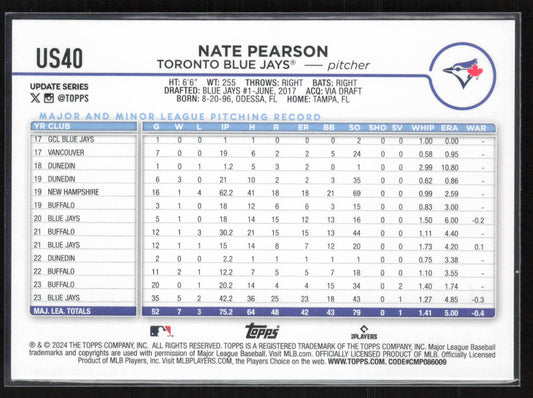 US40
NATE PEARSON
TORONTO BLUE JAYS® — pitcher
UPDATE SERIES
X @TOPPS
HT: 6'6" WT: 255 THROWS: RIGHT BATS: RIGHT
DRAFTED: BLUE JAYS #1-JUNE, 2017 ACQ: VIA DRAFT
BORN: 8-20-96, ODESSA, FL HOME: TAMPA, FL
MAJOR AND MINOR LEAGUE PITCHING RECORD
YR CLUB G W L IP H R ER BB SO SHO SV WHIP ERA WAR
17 GCL BLUE JAYS 1 0 0 1 1 0 0 0 2 0 0 1.00 0.00 -
17 VANCOUVER 7 0 0 19 6 2 2 5 24 0 0 0.58 0.95 -
18 DUNEDIN 1 0 0 1.2 5 3 2 0 1 0 0 2.99 10.80 -
19 DUNEDIN 6 3 0 21 10 2 2 3 35 0 0 0.62 0.86 -
19 NEW HAMPSHIRE 16 1 4 62.2 41 18 18 21 69 0 0 0.99 2.59 -
19 BUFFALO 3 1 0 18 12 6 6 3 15 0 0 0.83 3.00 -
20 BLUE JAYS 5 1 0 18 14 15 12 13 16 0 0 1.50 6.00 -0.2
21 BUFFALO 12 1 3 30.2 21 15 15 13 44 0 0 1.11 4.40 -
21 BLUE JAYS 12 1 1 15 14 8 7 12 20 0 0 1.73 4.20 0.1
22 DUNEDIN 2 0 0 2.2 0 1 1 2 2 0 0 0.75 3.38 -
22 BUFFALO 11 2 1 12.2 7 5 5 7 18 0 0 1.10 3.55 -
23 BUFFALO 20 0 0 20.1 15 4 4 13 20 0 2 1.40 1.74 -
23 BLUE JAYS 35 5 2 42.2 36 25 23 18 43 0 1 1.27 4.85 -0.3
MAJ. LEA. TOTALS 52 7 3 75.2 64 48 42 43 79 0 1 1.41 5.00 -0.4
Topps
PLAYERS
® & © 2024 THE TOPPS COMPANY, INC. ALL RIGHTS RESERVED. TOPPS IS A REGISTERED TRADEMARK OF THE TOPPS COMPANY, INC. Major League Baseball
trademarks and copyrights are used with permission of Major League Baseball. Visit MLB.com. OFFICIALLY LICENSED PRODUCT OF MLB. Officially Licensed
Product of MLB Players, Inc. Visit MLBPLAYERS.COM, the Players Choice on the web. WWW.TOPPS.COM. CODE#CMP086009